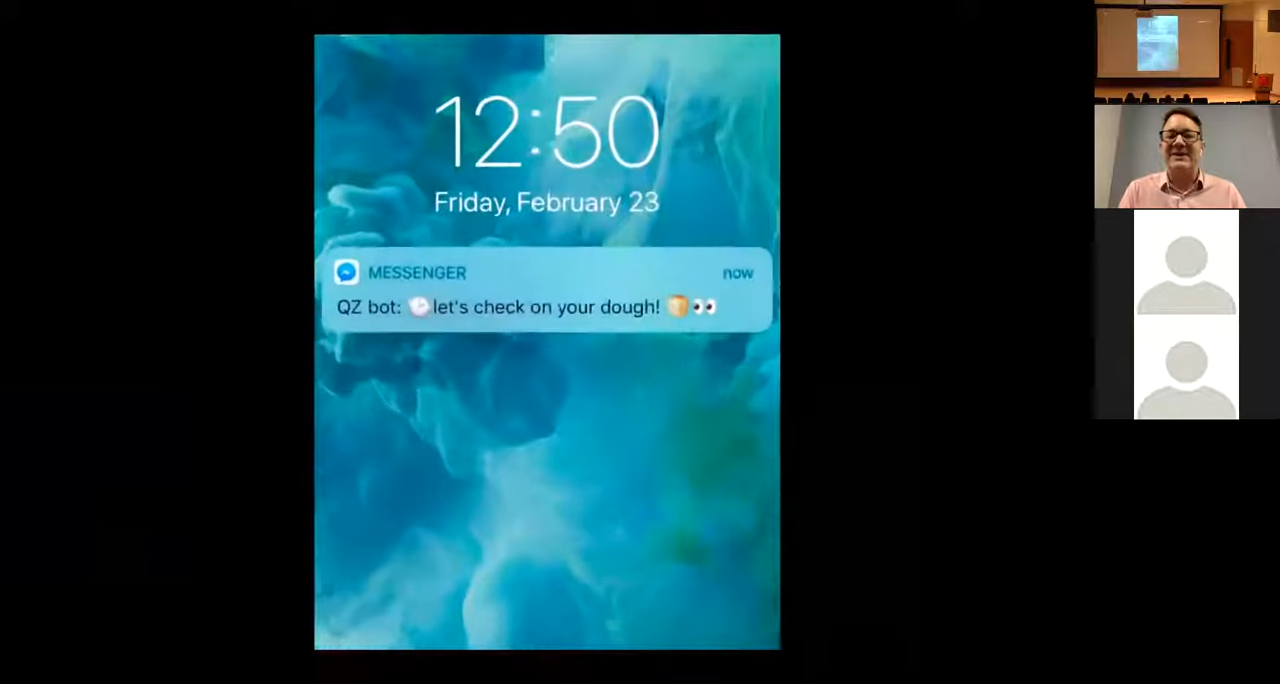 12:50
Friday, February 23
MESSENGER now
QZ bot: 🕒let's check on your dough! 🍞👀